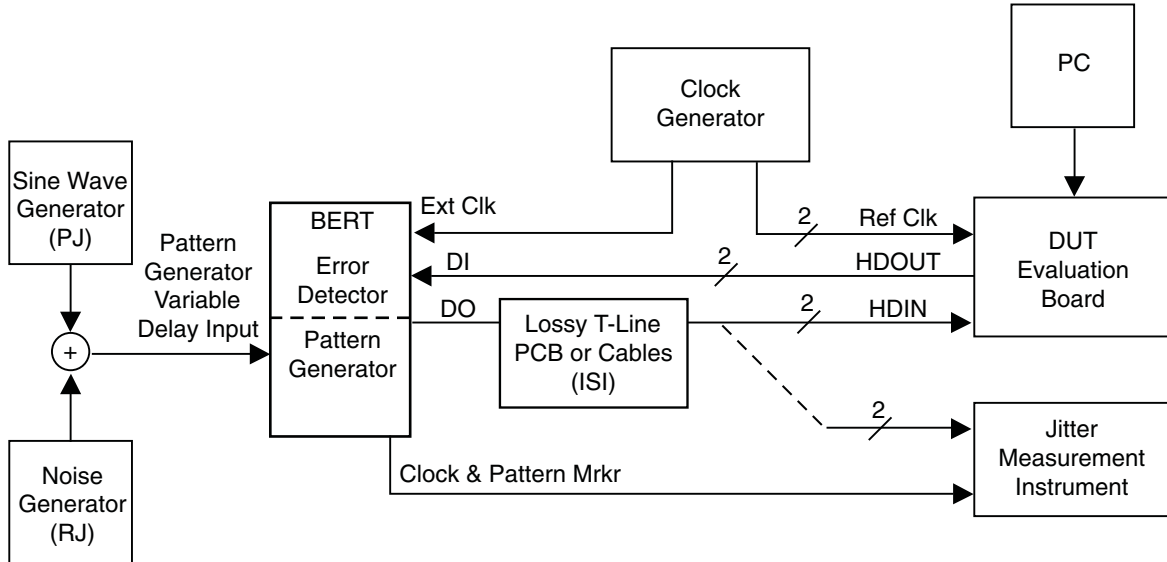 PC
Clock
Generator
Sine Wave
Generator
(PJ)
Pattern
Generator
Variable
Delay Input
+
Noise
Generator
(RJ)
BERT
Error
Detector
Pattern
Generator
Ext Clk
2
Ref Clk
DI
2
HDOUT
DO
Lossy T-Line
PCB or Cables
(ISI)
2
HDIN
DUT
Evaluation
Board
2
Clock & Pattern Mrkr
Jitter
Measurement
Instrument